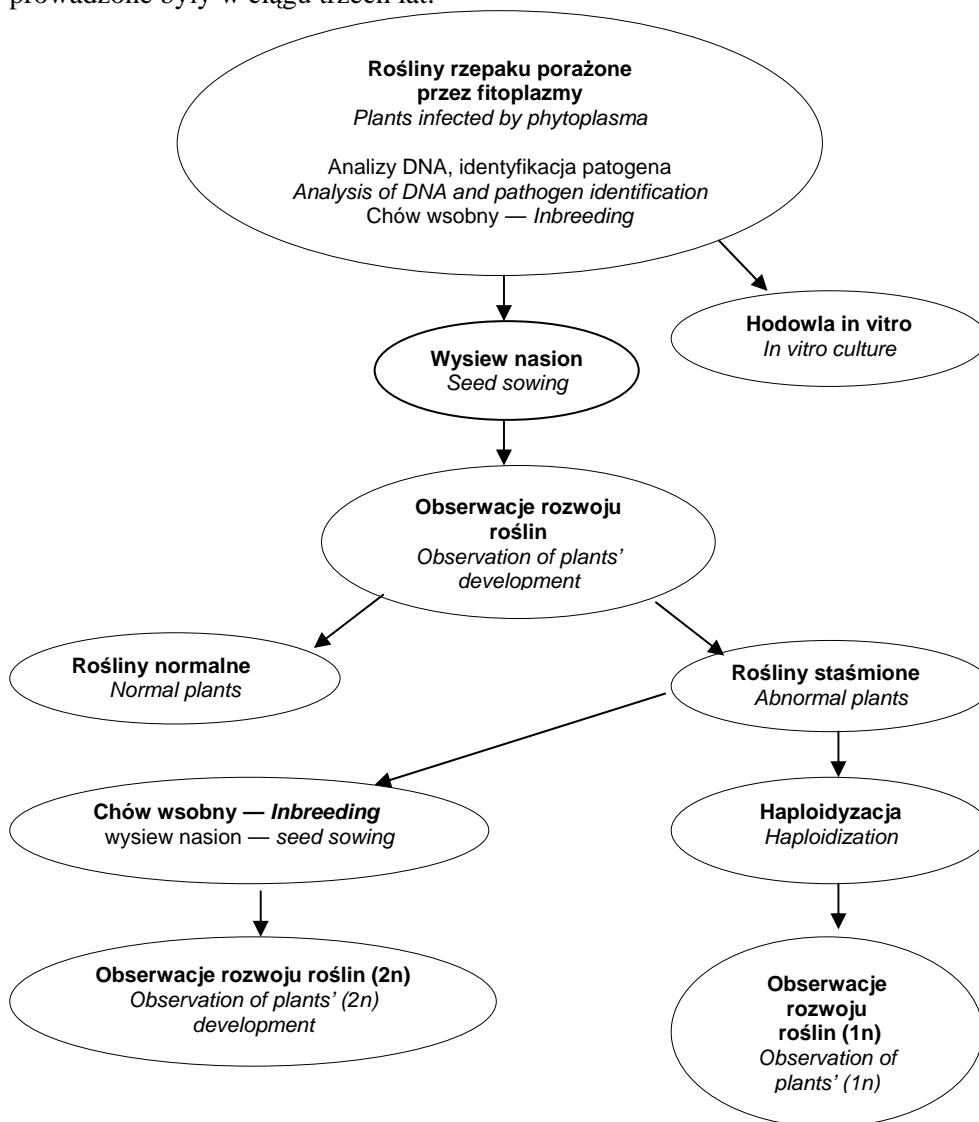 prowadzone były w ciągu trzech lat.
Rośliny rzepaku porażone
przez fitoplazmy
Plants infected by phytoplasma
Analizy DNA, identyfikacja patogena
Analysis of DNA and pathogen identification
Chów wsobny — Inbreeding
Hodowla in vitro
In vitro culture
Wysiew nasion
Seed sowing
Obserwacje rozwoju
roślin
Observation of plants’
development
Rośliny normalne
Normal plants
Rośliny staśmione
Abnormal plants
Chów wsobny — Inbreeding
wysiew nasion — seed sowing
Haploidyzacja
Haploidization
Obserwacje rozwoju roślin (2n)
Observation of plants’ (2n)
development
Obserwacje
rozwoju
roślin (1n)
Observation of
plants’ (1n)